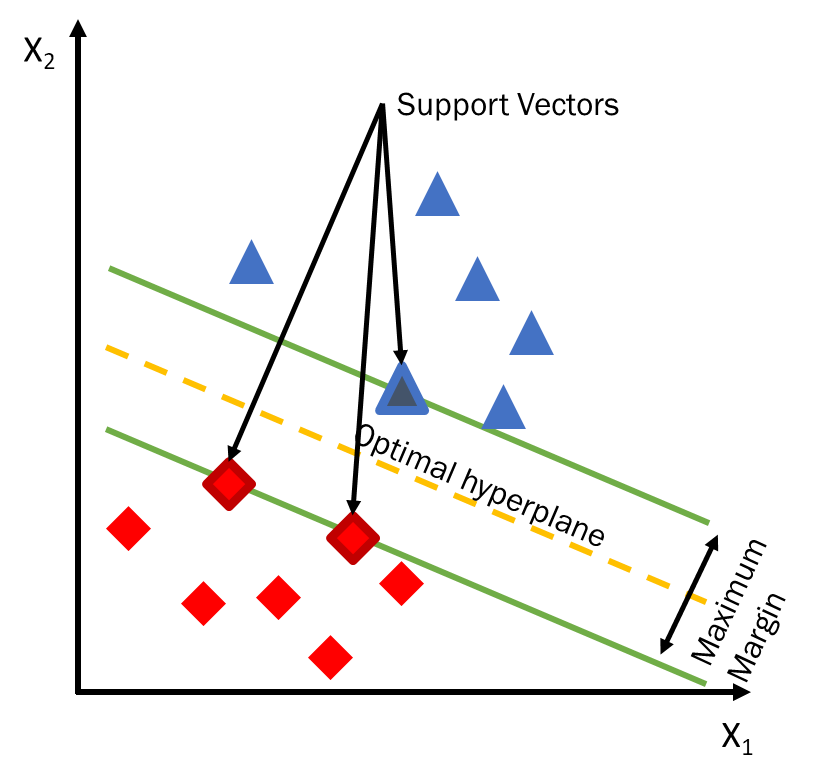 X₂
Support Vectors
Optimal hyperplane
Maximum
Margin
X₁